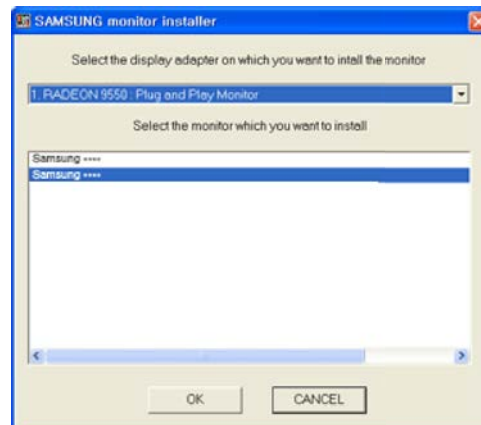 SAMSUNG monitor installer
Select the display adapter on which you want to intall the monitor
1. RADEON 9550 : Plug and Play Monitor
Select the monitor which you want to install
Samsung ****
Samsung ****
OK
CANCEL